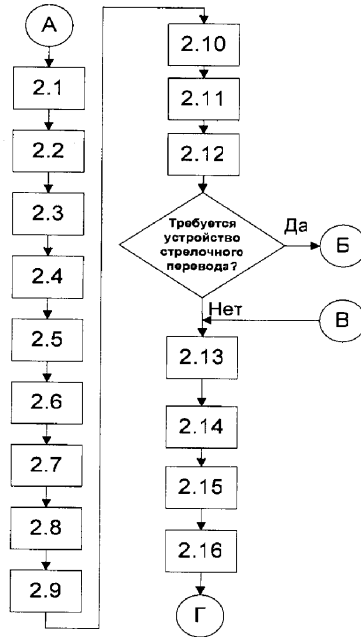 А
2.1
2.2
2.3
2.4
2.5
2.6
2.7
2.8
2.9
2.10
2.11
2.12
Требуется
устройство
стрелочного
перевода?
Да
Б
Нет
В
2.13
2.14
2.15
2.16
Г